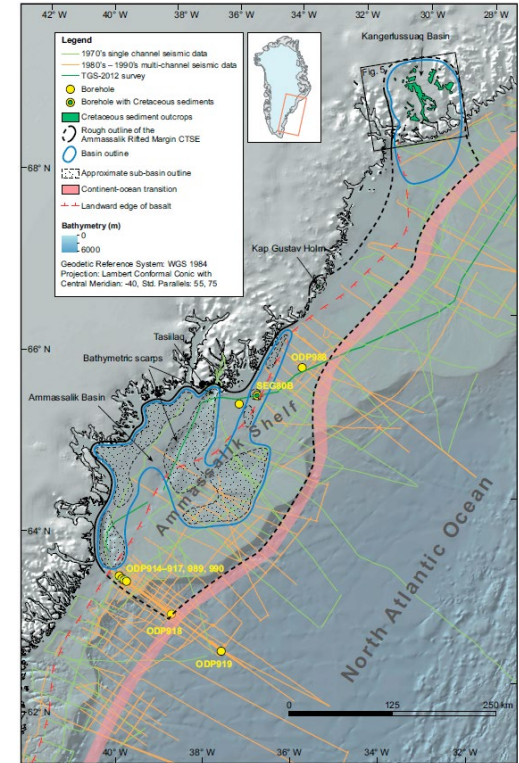 42° W
40° W
38° W
36° W
34° W
32° W
30° W
28° W
Legend
1970's single channel seismic data
1980's – 1990's multi-channel seismic data
TGS-2012 survey
Borehole
Borehole with Cretaceous sediments
Cretaceous sediment outcrops
Rough outline of the
Ammassalik Rifted Margin CTSE
Basin outline
Approximate sub-basin outline
Continent-ocean transition
Landward edge of basalt
Bathymetry (m)
0
6000
Geodetic Reference System: WGS 1984
Projection: Lambert Conformal Conic with
Central Meridian: -40, Std. Parallels: 55, 75
Kangerlussuaq Basin
Fig. 5
68° N
Kap Gustav Holm
66° N
Tasiilaq
Bathymetric scarps
Ammassalik Basin
ODP988
SEG80B
Ammassalik Shelf
64° N
North Atlantic Ocean
ODP914–917, 989, 990
ODP918
ODP919
62° N
0
125
250 km
40° W
38° W
36° W
34° W
32° W